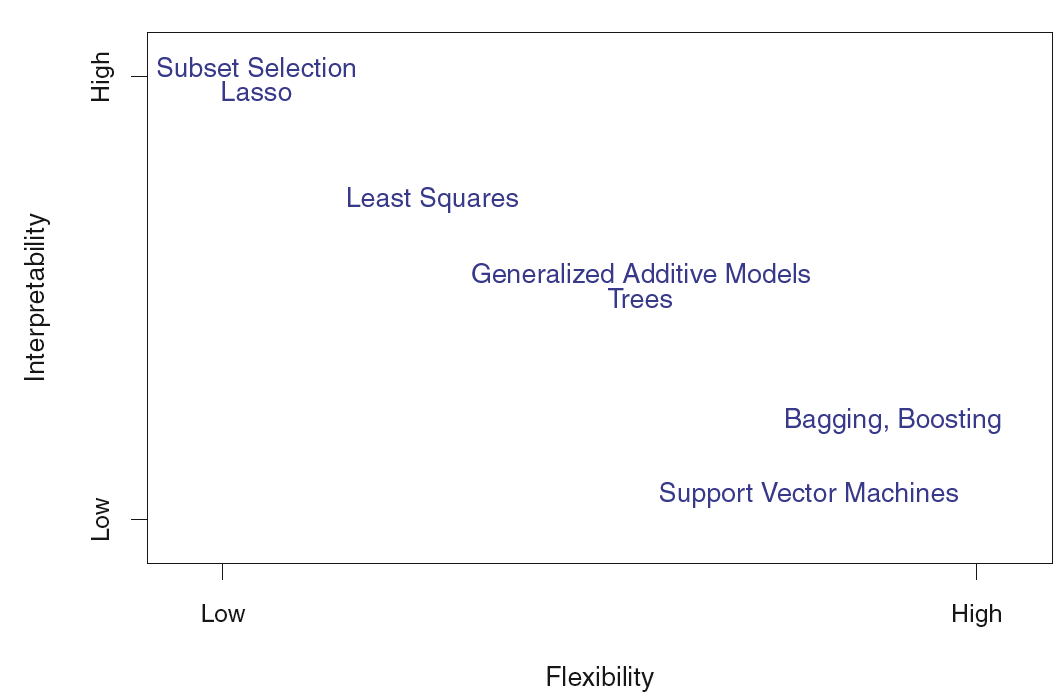 High
Subset Selection
Lasso
Least Squares
Interpretability
Generalized Additive Models
Trees
Bagging, Boosting
Support Vector Machines
Low
Low
High
Flexibility